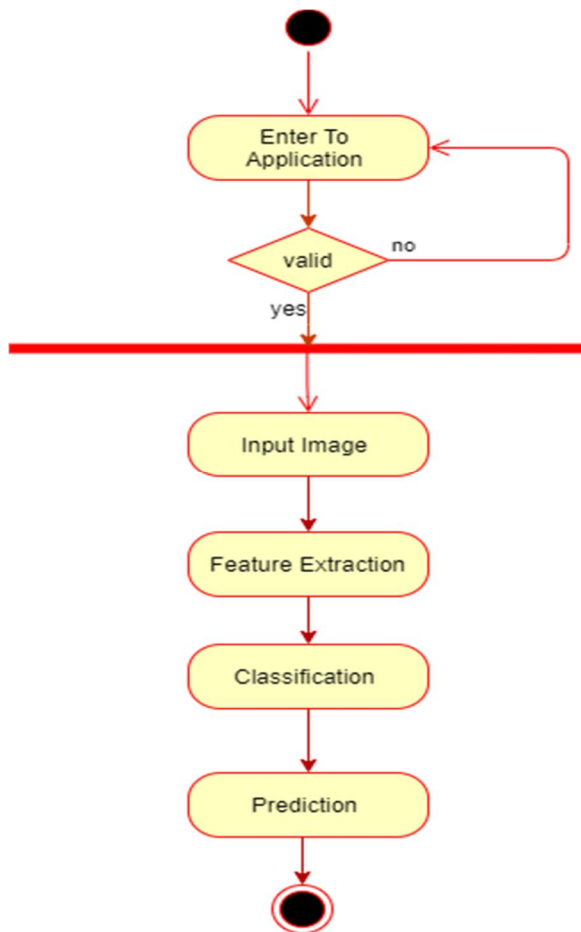 Enter To
Application
valid
no
yes
Input Image
Feature Extraction
Classification
Prediction